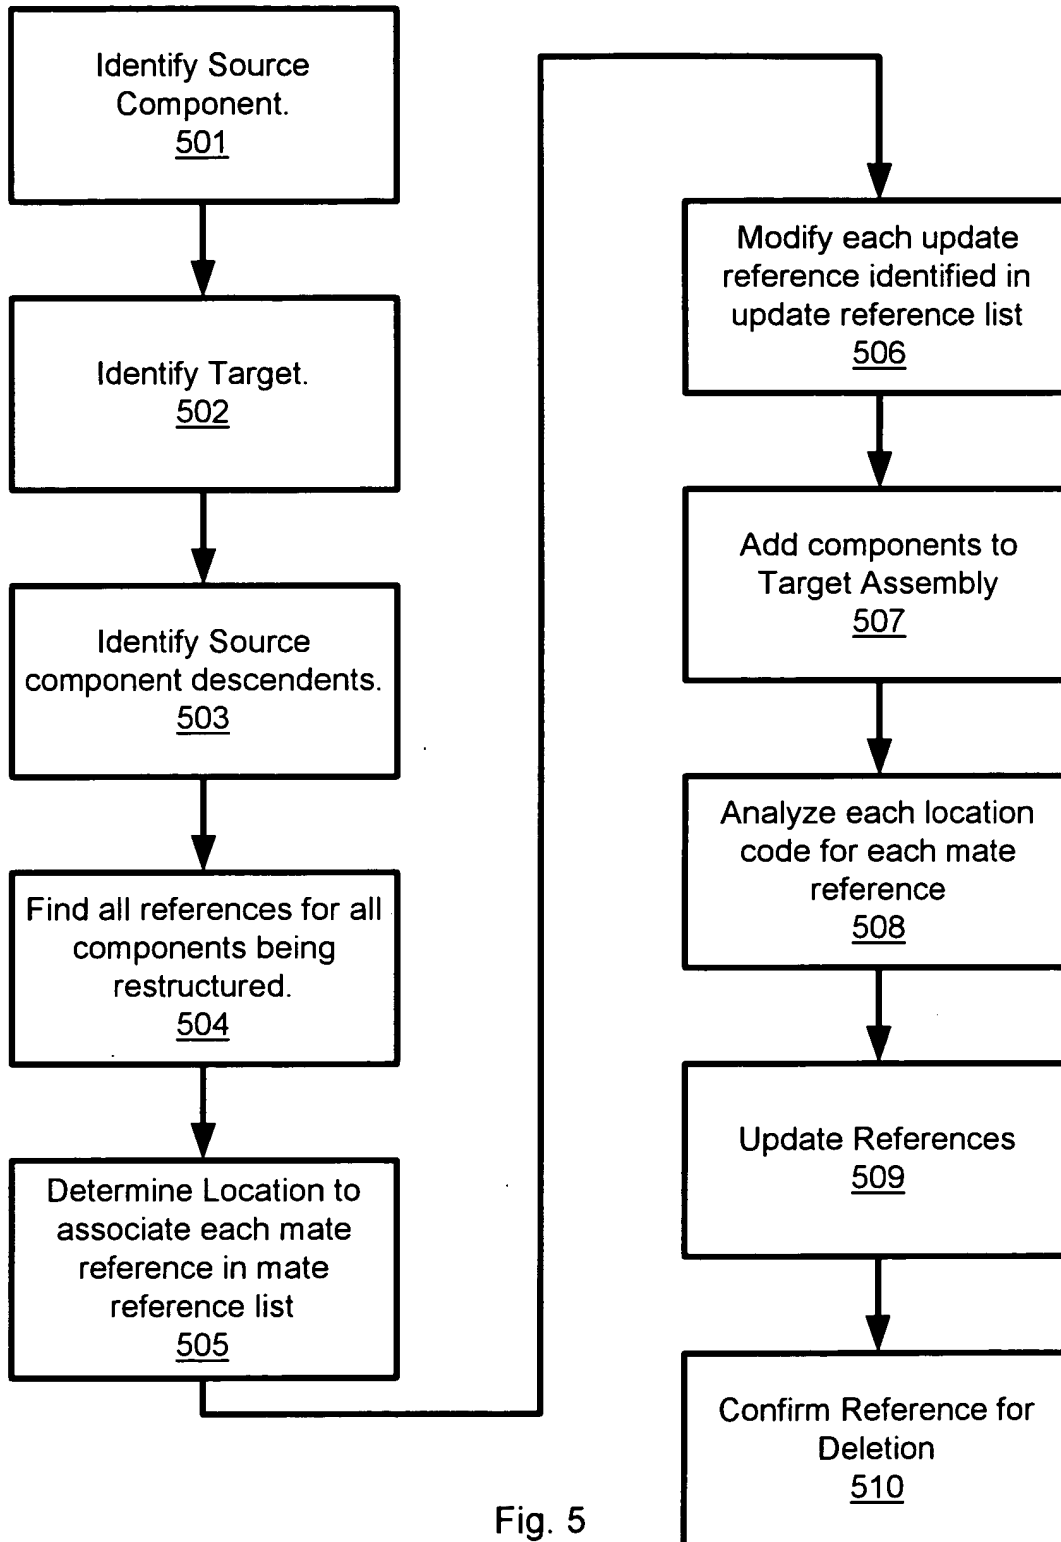 Identify Source
Component.
501
Identify Target.
502
Identify Source
component descendents.
503
Find all references for all
components being
restructured.
504
Determine Location to
associate each mate
reference in mate
reference list
505
Modify each update
reference identified in
update reference list
506
Add components to
Target Assembly
507
Analyze each location
code for each mate
reference
508
Update References
509
Confirm Reference for
Deletion
510
Fig. 5